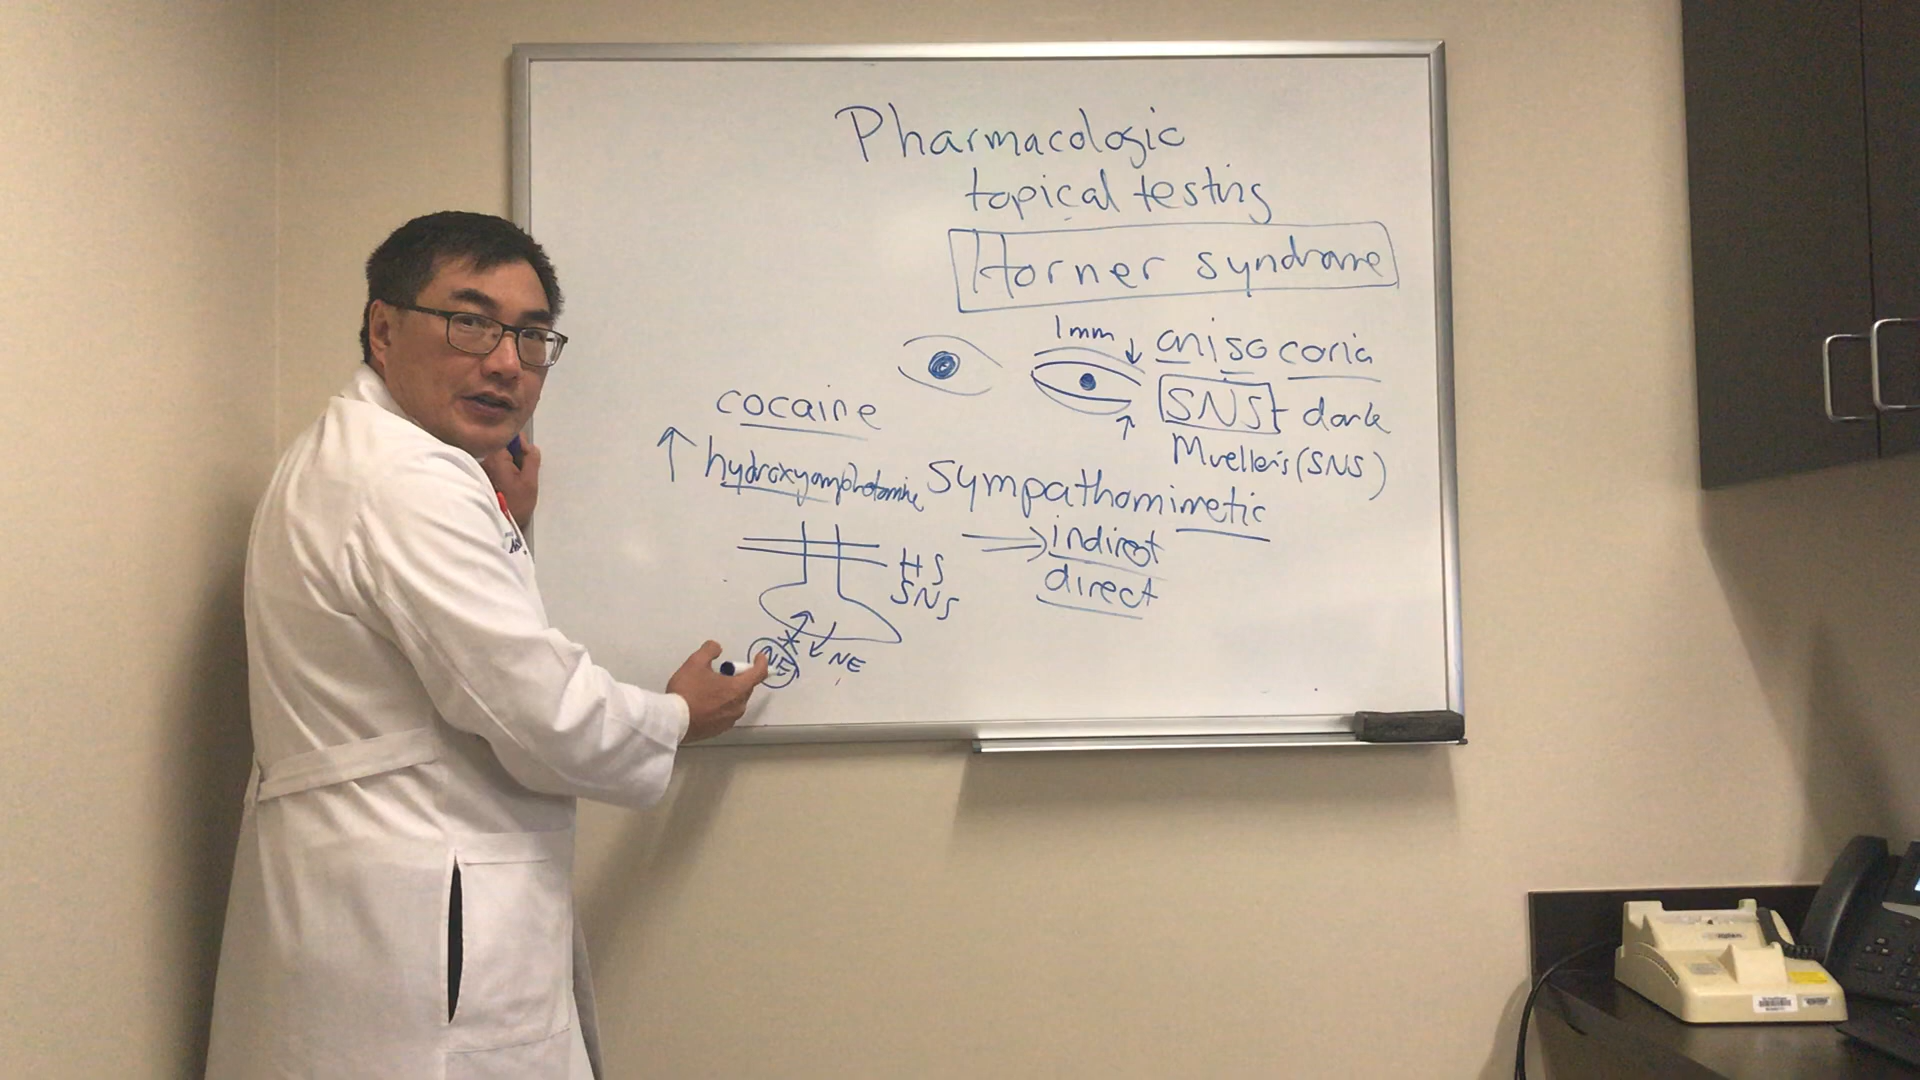 Pharmacologic
topical testing
Horner syndrome
1mm
anisocoria
SNS
dark
Mueller's (SNS)
cocaine
hydroxyamphetamine
Sympathomimetic
indirect
direct
HS
SNS
NE
NE